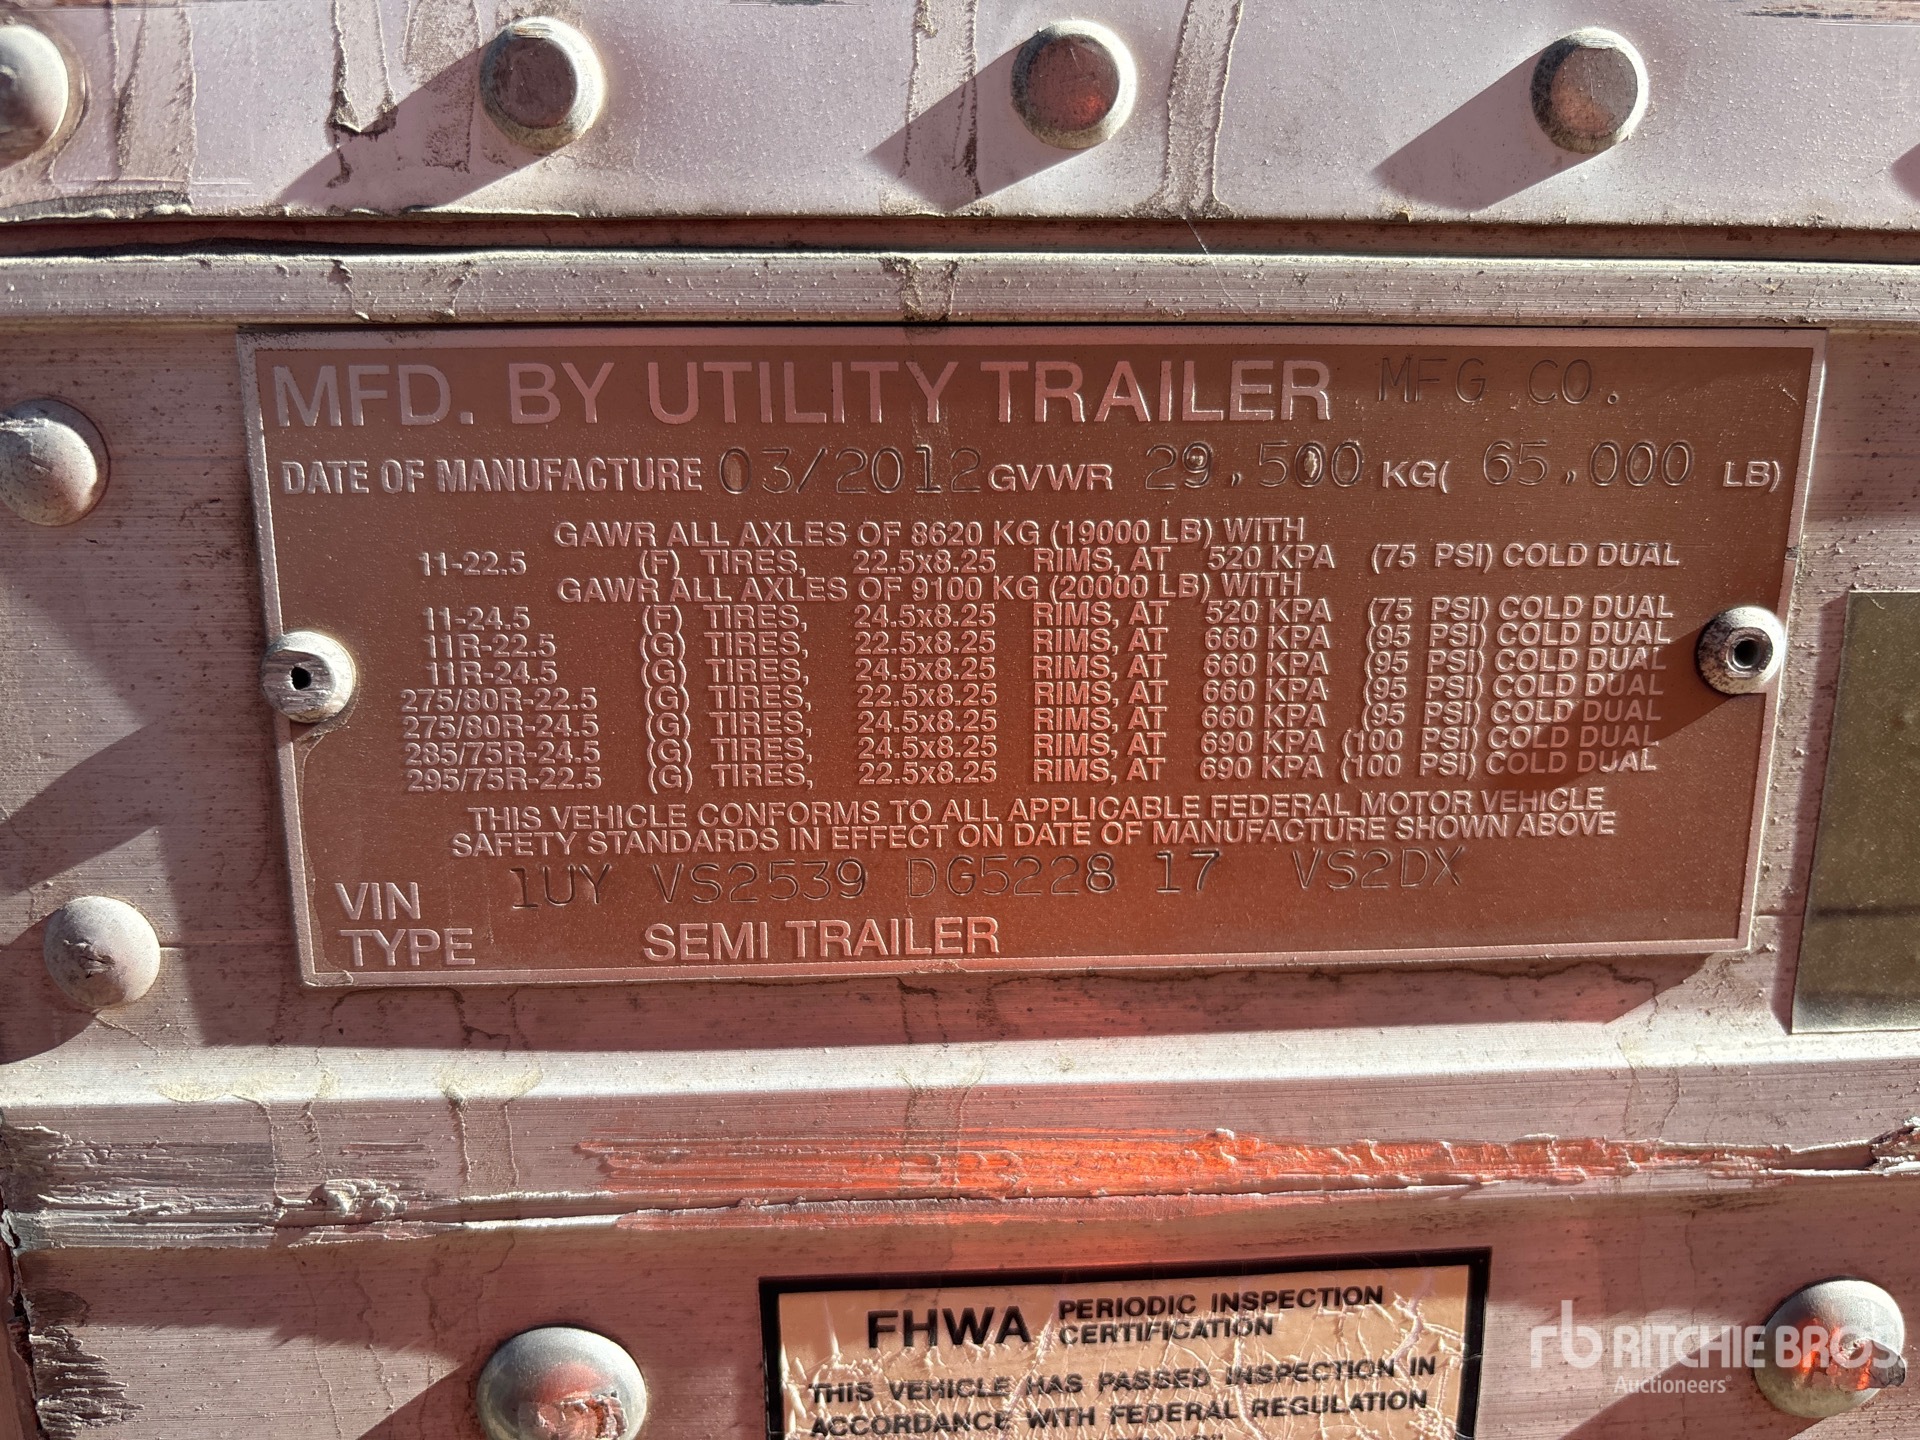 MFD. BY UTILITY TRAILER MFG CO.
DATE OF MANUFACTURE 03/2012 GVWR 29,500 KG( 65,000 LB)
GAWR ALL AXLES OF 8620 KG (19000 LB) WITH
11-22.5 (F) TIRES, 22.5x8.25 RIMS, AT 520 KPA (75 PSI) COLD DUAL
GAWR ALL AXLES OF 9100 KG (20000 LB) WITH
11-24.5 (F) TIRES, 24.5x8.25 RIMS, AT 520 KPA (75 PSI) COLD DUAL
11R-22.5 (G) TIRES, 22.5x8.25 RIMS, AT 660 KPA (95 PSI) COLD DUAL
11R-24.5 (G) TIRES, 24.5x8.25 RIMS, AT 660 KPA (95 PSI) COLD DUAL
275/80R-22.5 (G) TIRES, 22.5x8.25 RIMS, AT 660 KPA (95 PSI) COLD DUAL
275/80R-24.5 (G) TIRES, 24.5x8.25 RIMS, AT 660 KPA (95 PSI) COLD DUAL
285/75R-24.5 (G) TIRES, 24.5x8.25 RIMS, AT 690 KPA (100 PSI) COLD DUAL
295/75R-22.5 (G) TIRES, 22.5x8.25 RIMS, AT 690 KPA (100 PSI) COLD DUAL
THIS VEHICLE CONFORMS TO ALL APPLICABLE FEDERAL MOTOR VEHICLE
SAFETY STANDARDS IN EFFECT ON DATE OF MANUFACTURE SHOWN ABOVE
VIN 1UY VS2539 DG5228 17 VS2DX
TYPE SEMI TRAILER
FHWA PERIODIC INSPECTION
CERTIFICATION
THIS VEHICLE HAS PASSED INSPECTION IN
ACCORDANCE WITH FEDERAL REGULATION
rb RITCHIE BROS
Auctioneers